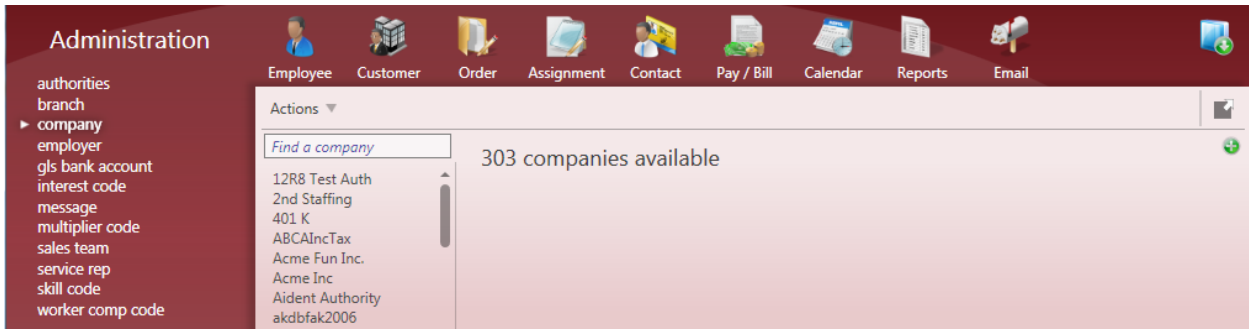 Administration
Employee Customer Order Assignment Contact Pay / Bill Calendar Reports Email
authorities
branch
company
employer
gls bank account
interest code
message
multiplier code
sales team
service rep
skill code
worker comp code
Actions
Find a company
303 companies available
12R8 Test Auth
2nd Staffing
401 K
ABCAIncTax
Acme Fun Inc.
Acme Inc
Aident Authority
akdbfak2006